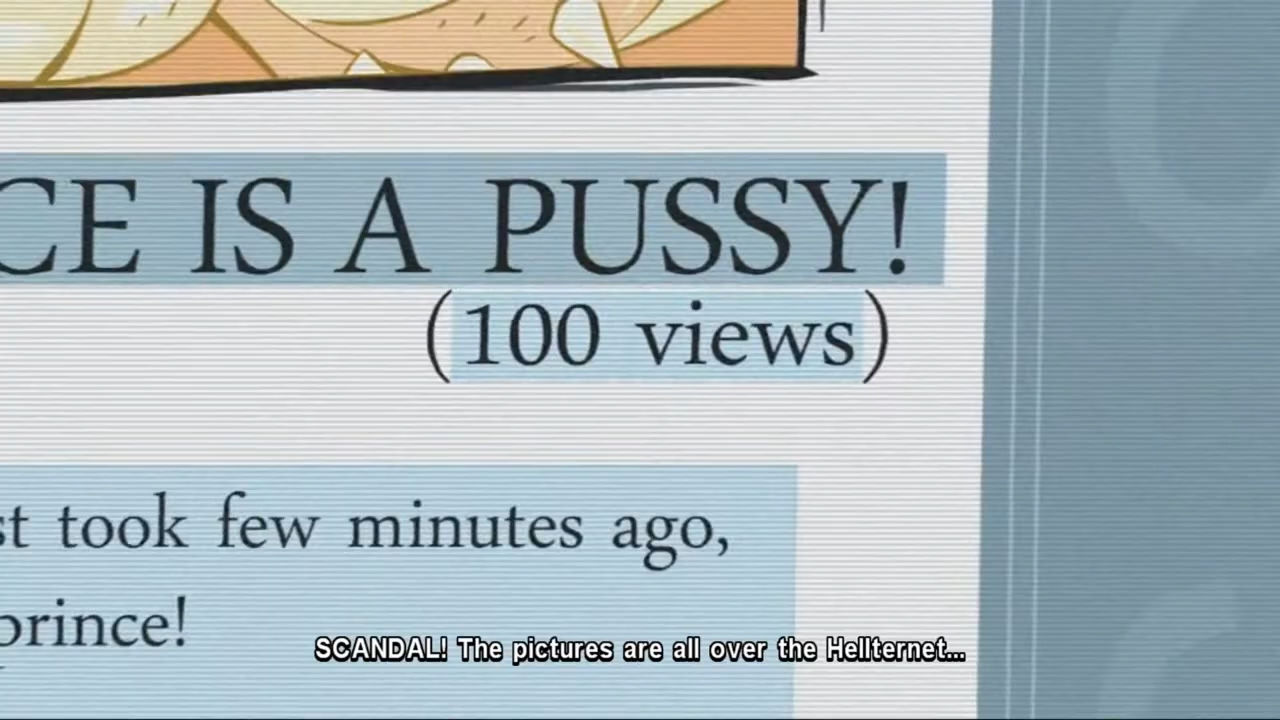 CE IS A PUSSY!
(100 views)
st took few minutes ago,
prince!
SCANDAL! The pictures are all over the Hellternet...